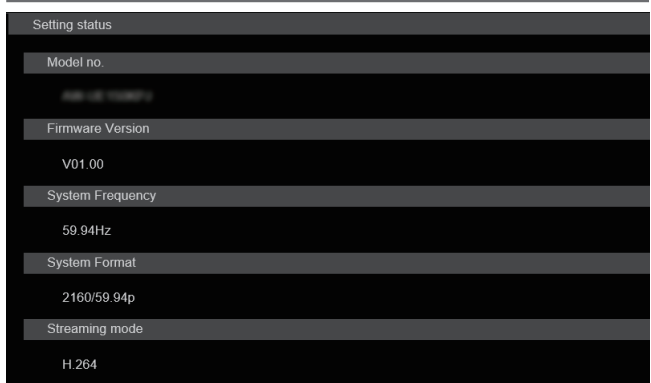 Setting status
Model no.
Firmware Version
V01.00
System Frequency
59.94Hz
System Format
2160/59.94p
Streaming mode
H.264